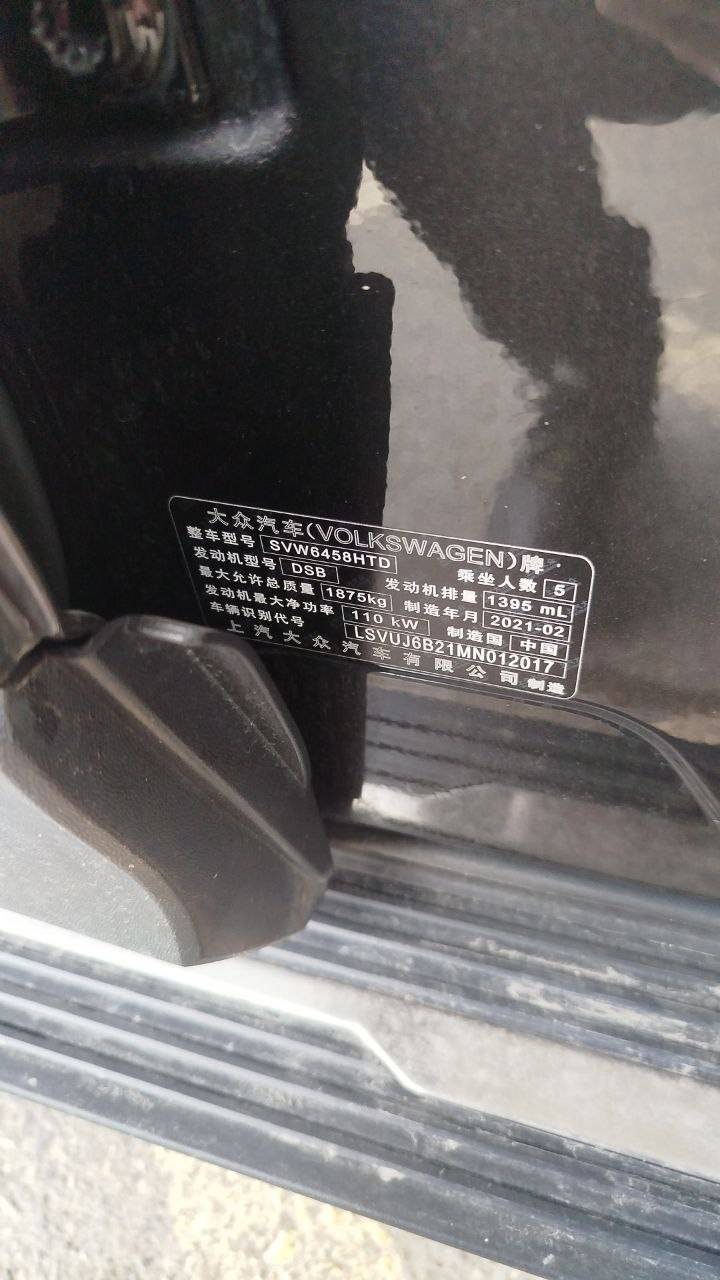 大众汽车(VOLKSWAGEN)牌
整车型号 SVW6458HTD 乘坐人数 5
发动机型号 DSB 发动机排量 1395 mL
最大允许总质量 1875kg 制造年月 2021-02
发动机最大净功率 110 kW 制造国 中国
车辆识别代号 LSVUJ6B21MN012017
上汽大众汽车有限公司 制造